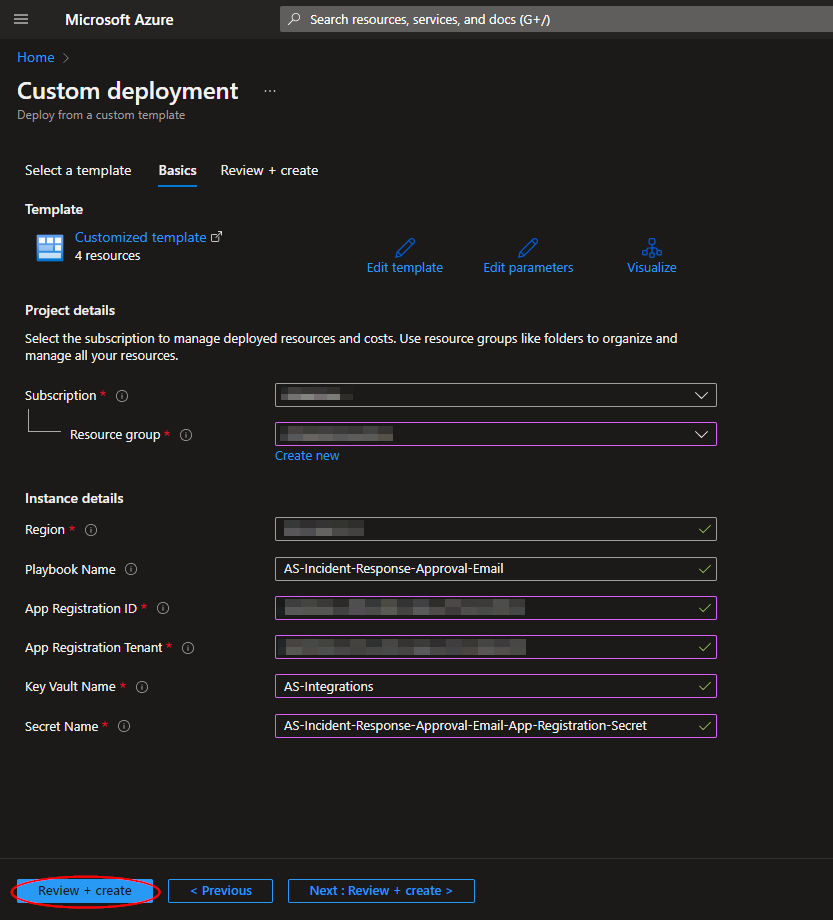 Microsoft Azure
Search resources, services, and docs (G+/)
Home
Custom deployment
...
Deploy from a custom template
Select a template
Basics
Review + create
Template
Customized template
4 resources
Edit template
Edit parameters
Visualize
Project details
Select the subscription to manage deployed resources and costs. Use resource groups like folders to organize and
manage all your resources.
Subscription *
Resource group *
Create new
Instance details
Region *
Playbook Name
AS-Incident-Response-Approval-Email
App Registration ID *
App Registration Tenant *
Key Vault Name *
AS-Integrations
Secret Name *
AS-Incident-Response-Approval-Email-App-Registration-Secret
Review + create
< Previous
Next : Review + create >